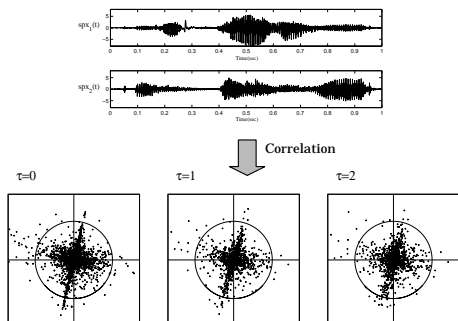 spx1(t)
5
0
-5
0 0.1 0.2 0.3 0.4 0.5 0.6 0.7 0.8 0.9 1
Time(sec)
spx2(t)
5
0
-5
0 0.1 0.2 0.3 0.4 0.5 0.6 0.7 0.8 0.9 1
Time(sec)
Correlation
τ=0 τ=1 τ=2